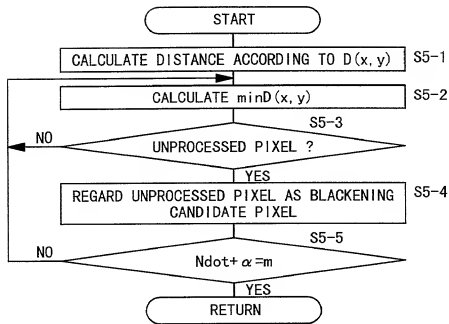 START
CALCULATE DISTANCE ACCORDING TO D(x, y)
S5-1
CALCULATE minD(x, y)
S5-2
S5-3
NO
UNPROCESSED PIXEL ?
YES
REGARD UNPROCESSED PIXEL AS BLACKENING
CANDIDATE PIXEL
S5-4
S5-5
NO
Ndot+α=m
YES
RETURN